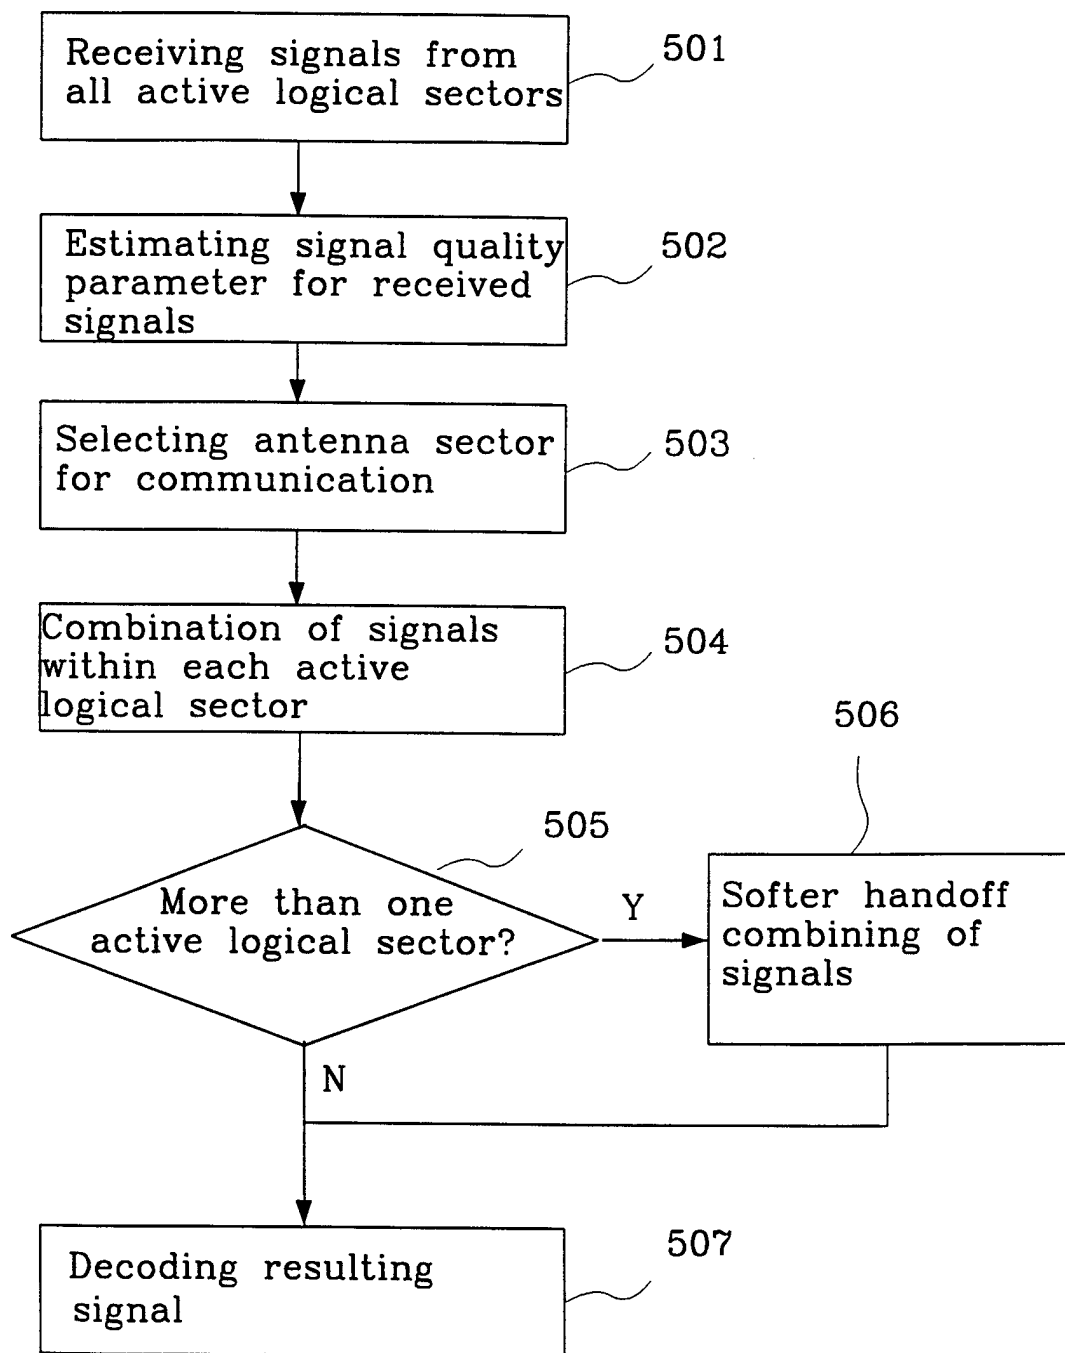 Receiving signals from
all active logical sectors
501
Estimating signal quality
parameter for received
signals
502
Selecting antenna sector
for communication
503
Combination of signals
within each active
logical sector
504
505
More than one
active logical sector?
Y
506
Softer handoff
combining of
signals
N
Decoding resulting
signal
507